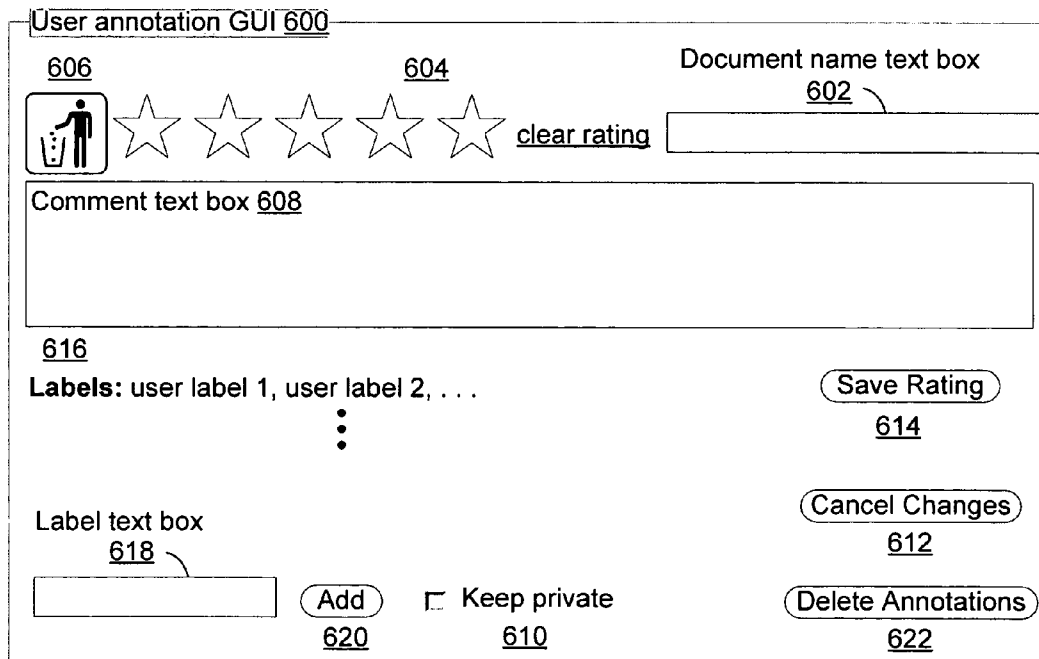 User annotation GUI 600
606
604
Document name text box
602
clear rating
Comment text box 608
616
Labels: user label 1, user label 2, . . .
Save Rating
614
Cancel Changes
612
Label text box
618
Add
620
Keep private
610
Delete Annotations
622